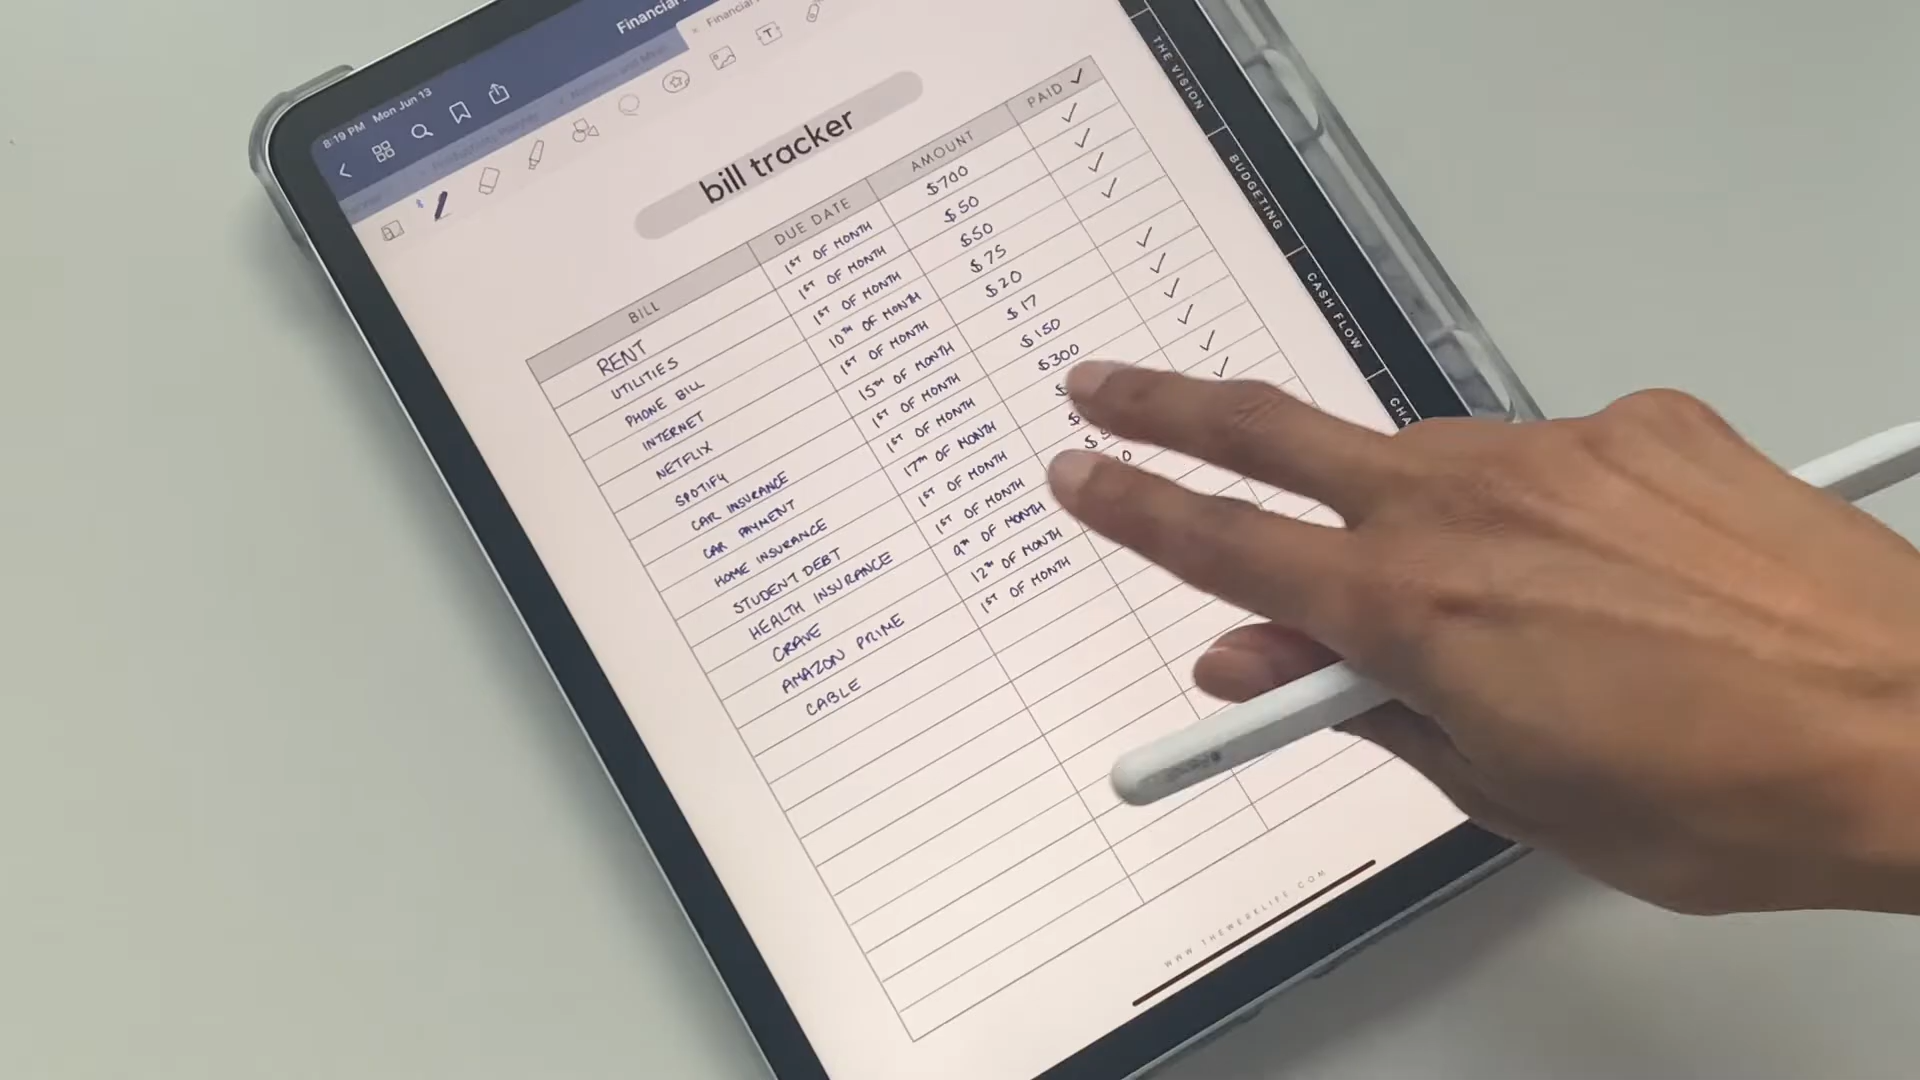 8:19 PM Mon Jun 13
Financial
Financial
bill tracker
BILL DUE DATE AMOUNT PAID ✓
RENT 1ST OF MONTH $700 ✓
UTILITIES 1ST OF MONTH $50 ✓
PHONE BILL 1ST OF MONTH $50 ✓
INTERNET 10TH OF MONTH $75 ✓
NETFLIX 1ST OF MONTH $20
SPOTIFY 15TH OF MONTH $17 ✓
CAR INSURANCE 1ST OF MONTH $150 ✓
CAR PAYMENT 1ST OF MONTH $300 ✓
HOME INSURANCE 17TH OF MONTH ✓
STUDENT DEBT 1ST OF MONTH ✓
HEALTH INSURANCE 1ST OF MONTH ✓
CRAVE 9TH OF MONTH
AMAZON PRIME 12TH OF MONTH
CABLE 1ST OF MONTH
THE VISION
BUDGETING
CASH FLOW
WWW.THEWERKLIFE.COM